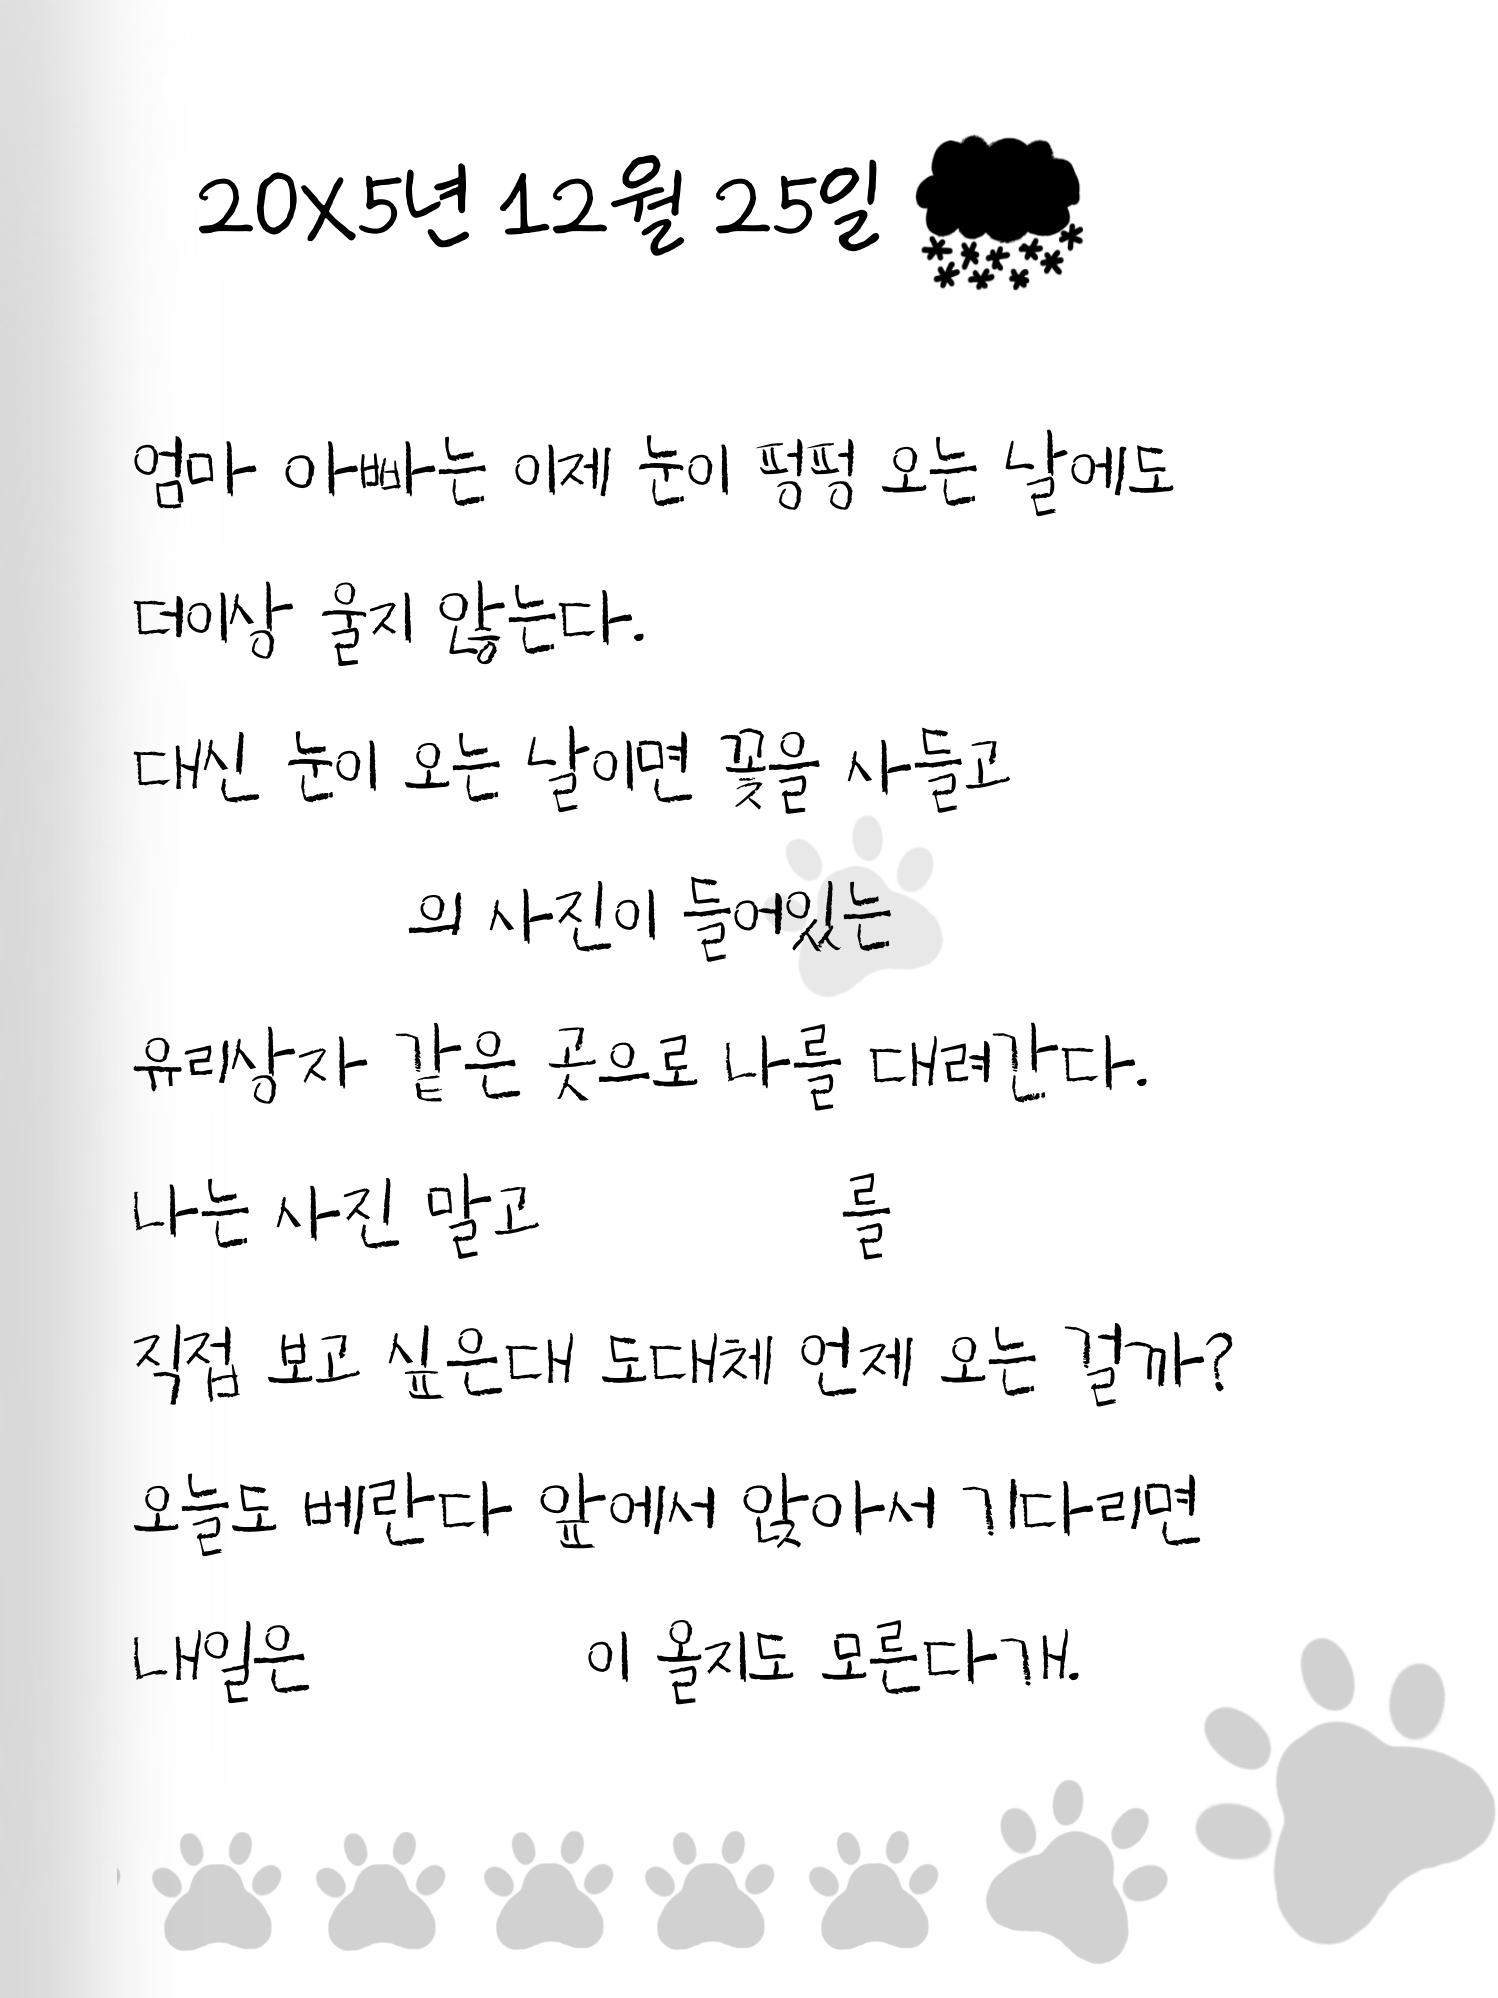 20X5년 12월 25일
엄마 아빠는 이제 눈이 펑펑 오는 날에도
더이상 울지 않는다.
대신 눈이 오는 날이면 꽃을 사들고
의 사진이 들어있는
유리상자 같은 곳으로 나를 대려간다.
나는 사진 말고 를
직접 보고 싶은대 도대체 언제 오는 걸까?
오늘도 베란다 앞에서 앉아서 기다리면
내일은 이 올지도 모른다개.